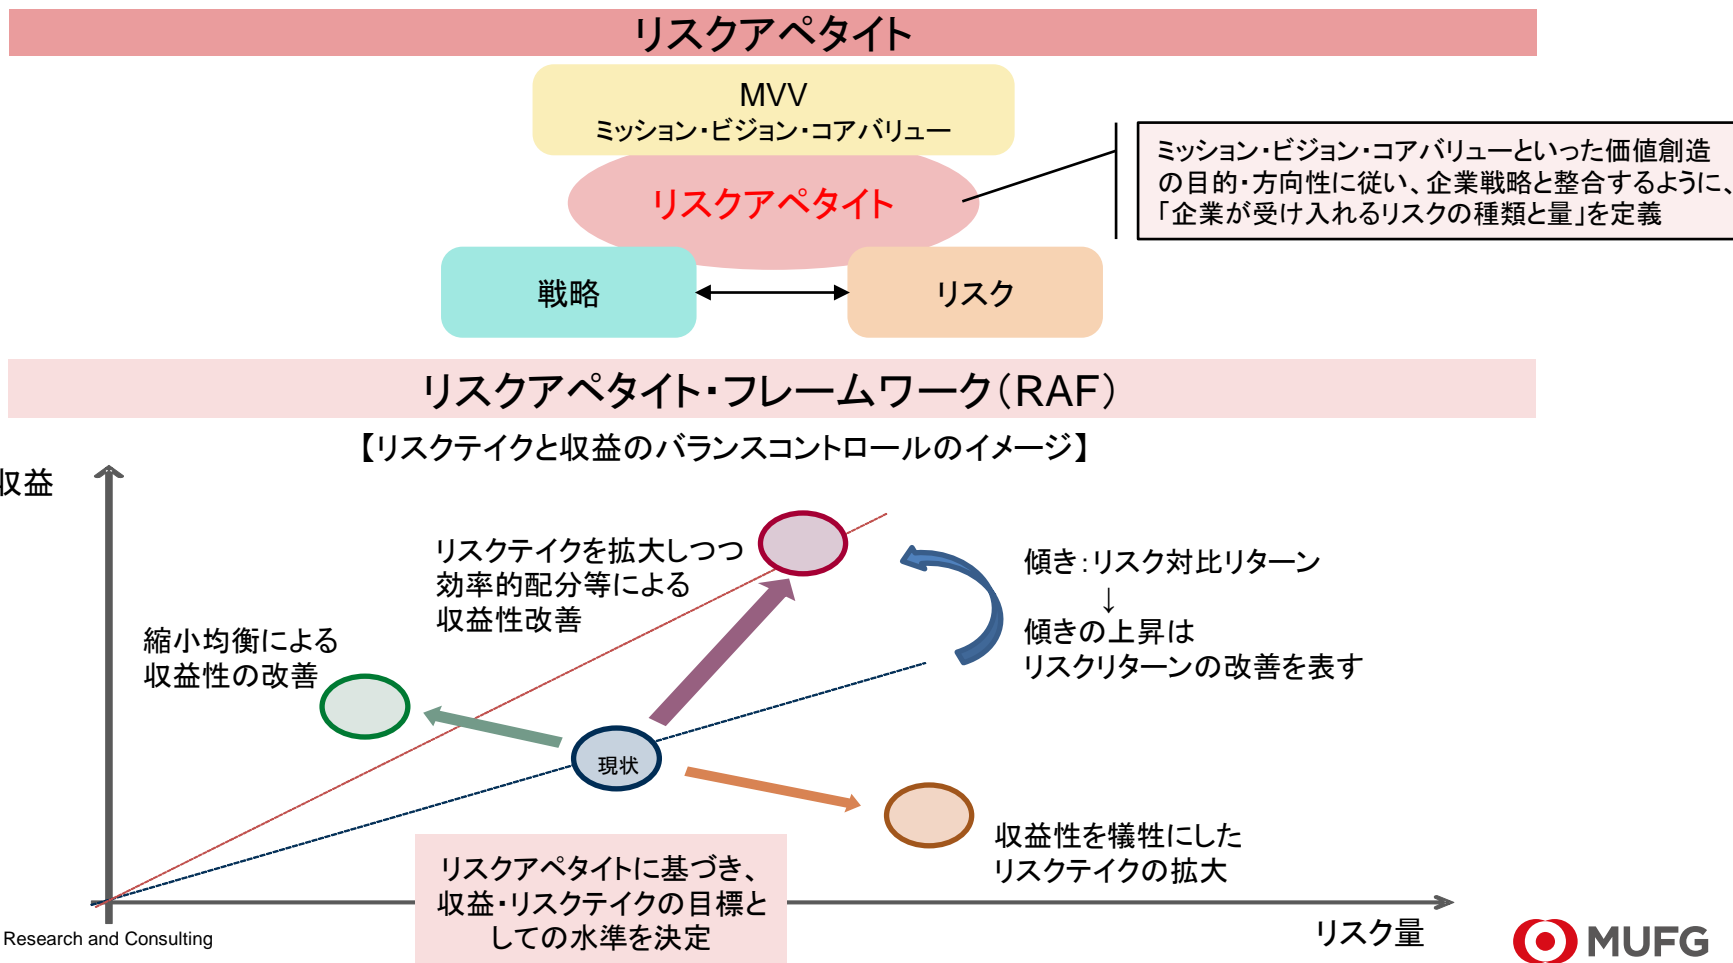 リスクアペタイト
MVV
ミッション・ビジョン・コアバリュー
リスクアペタイト
戦略
リスク
ミッション・ビジョン・コアバリューといった価値創造
の目的・方向性に従い、企業戦略と整合するように、
「企業が受け入れるリスクの種類と量」を定義
リスクアペタイト・フレームワーク(RAF)
【リスクテイクと収益のバランスコントロールのイメージ】
収益
リスクテイクを拡大しつつ
効率的配分等による
収益性改善
縮小均衡による
収益性の改善
傾き:リスク対比リターン
↓
傾きの上昇は
リスクリターンの改善を表す
現状
収益性を犠牲にした
リスクテイクの拡大
リスクアペタイトに基づき、
収益・リスクテイクの目標と
しての水準を決定
リスク量
Research and Consulting
MUFG